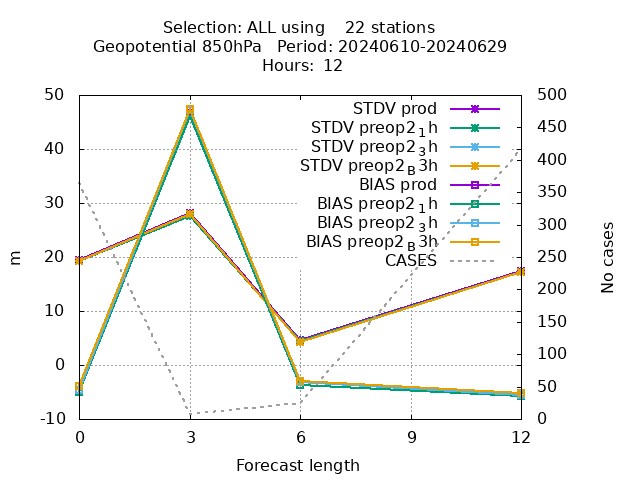 Selection: ALL using    22 stations
Geopotential 850hPa   Period: 20240610-20240629
Hours: 12
STDV prod
STDV preop2₁h
STDV preop2₃h
STDV preop2_B3h
BIAS prod
BIAS preop2₁h
BIAS preop2₃h
BIAS preop2_B3h
CASES
50
40
30
20
10
0
-10
m
500
450
400
350
300
250
200
150
100
50
0
No cases
0 3 6 9 12
Forecast length